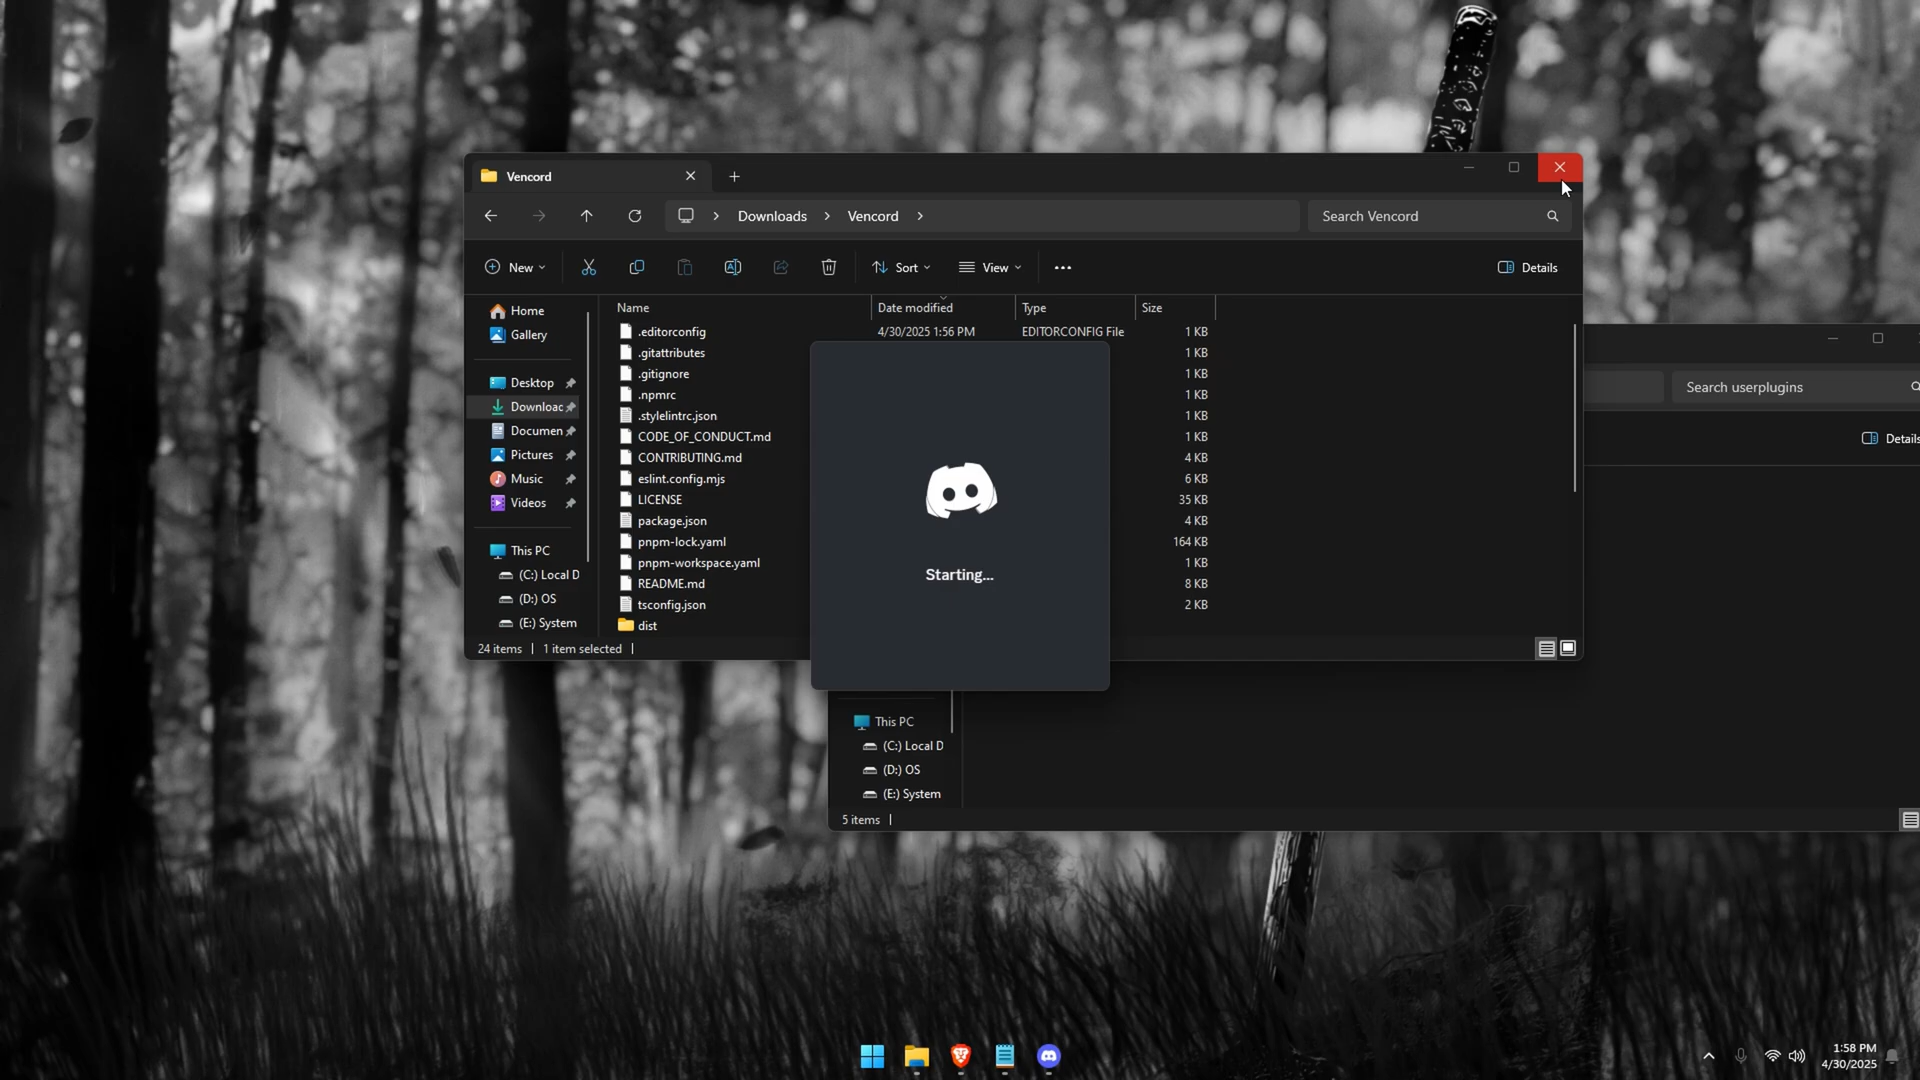 Vencord
Downloads
Vencord
Search Vencord
New
Sort
View
Details
Name
Date modified
Type
Size
Home
Gallery
Desktop
Downloac
Documen
Pictures
Music
Videos
This PC
(C:) Local D
(D:) OS
(E:) System
.editorconfig 4/30/2025 1:56 PM EDITORCONFIG File 1 KB
.gitattributes 1 KB
.gitignore 1 KB
.npmrc 1 KB
.stylelintrc.json 1 KB
CODE_OF_CONDUCT.md 1 KB
CONTRIBUTING.md 4 KB
eslint.config.mjs 6 KB
LICENSE 35 KB
package.json 4 KB
pnpm-lock.yaml 164 KB
pnpm-workspace.yaml 1 KB
README.md 8 KB
tsconfig.json 2 KB
dist
24 items
1 item selected
Starting...
Search userplugins
Details
This PC
(C:) Local D
(D:) OS
(E:) System
5 items
1:58 PM
4/30/2025